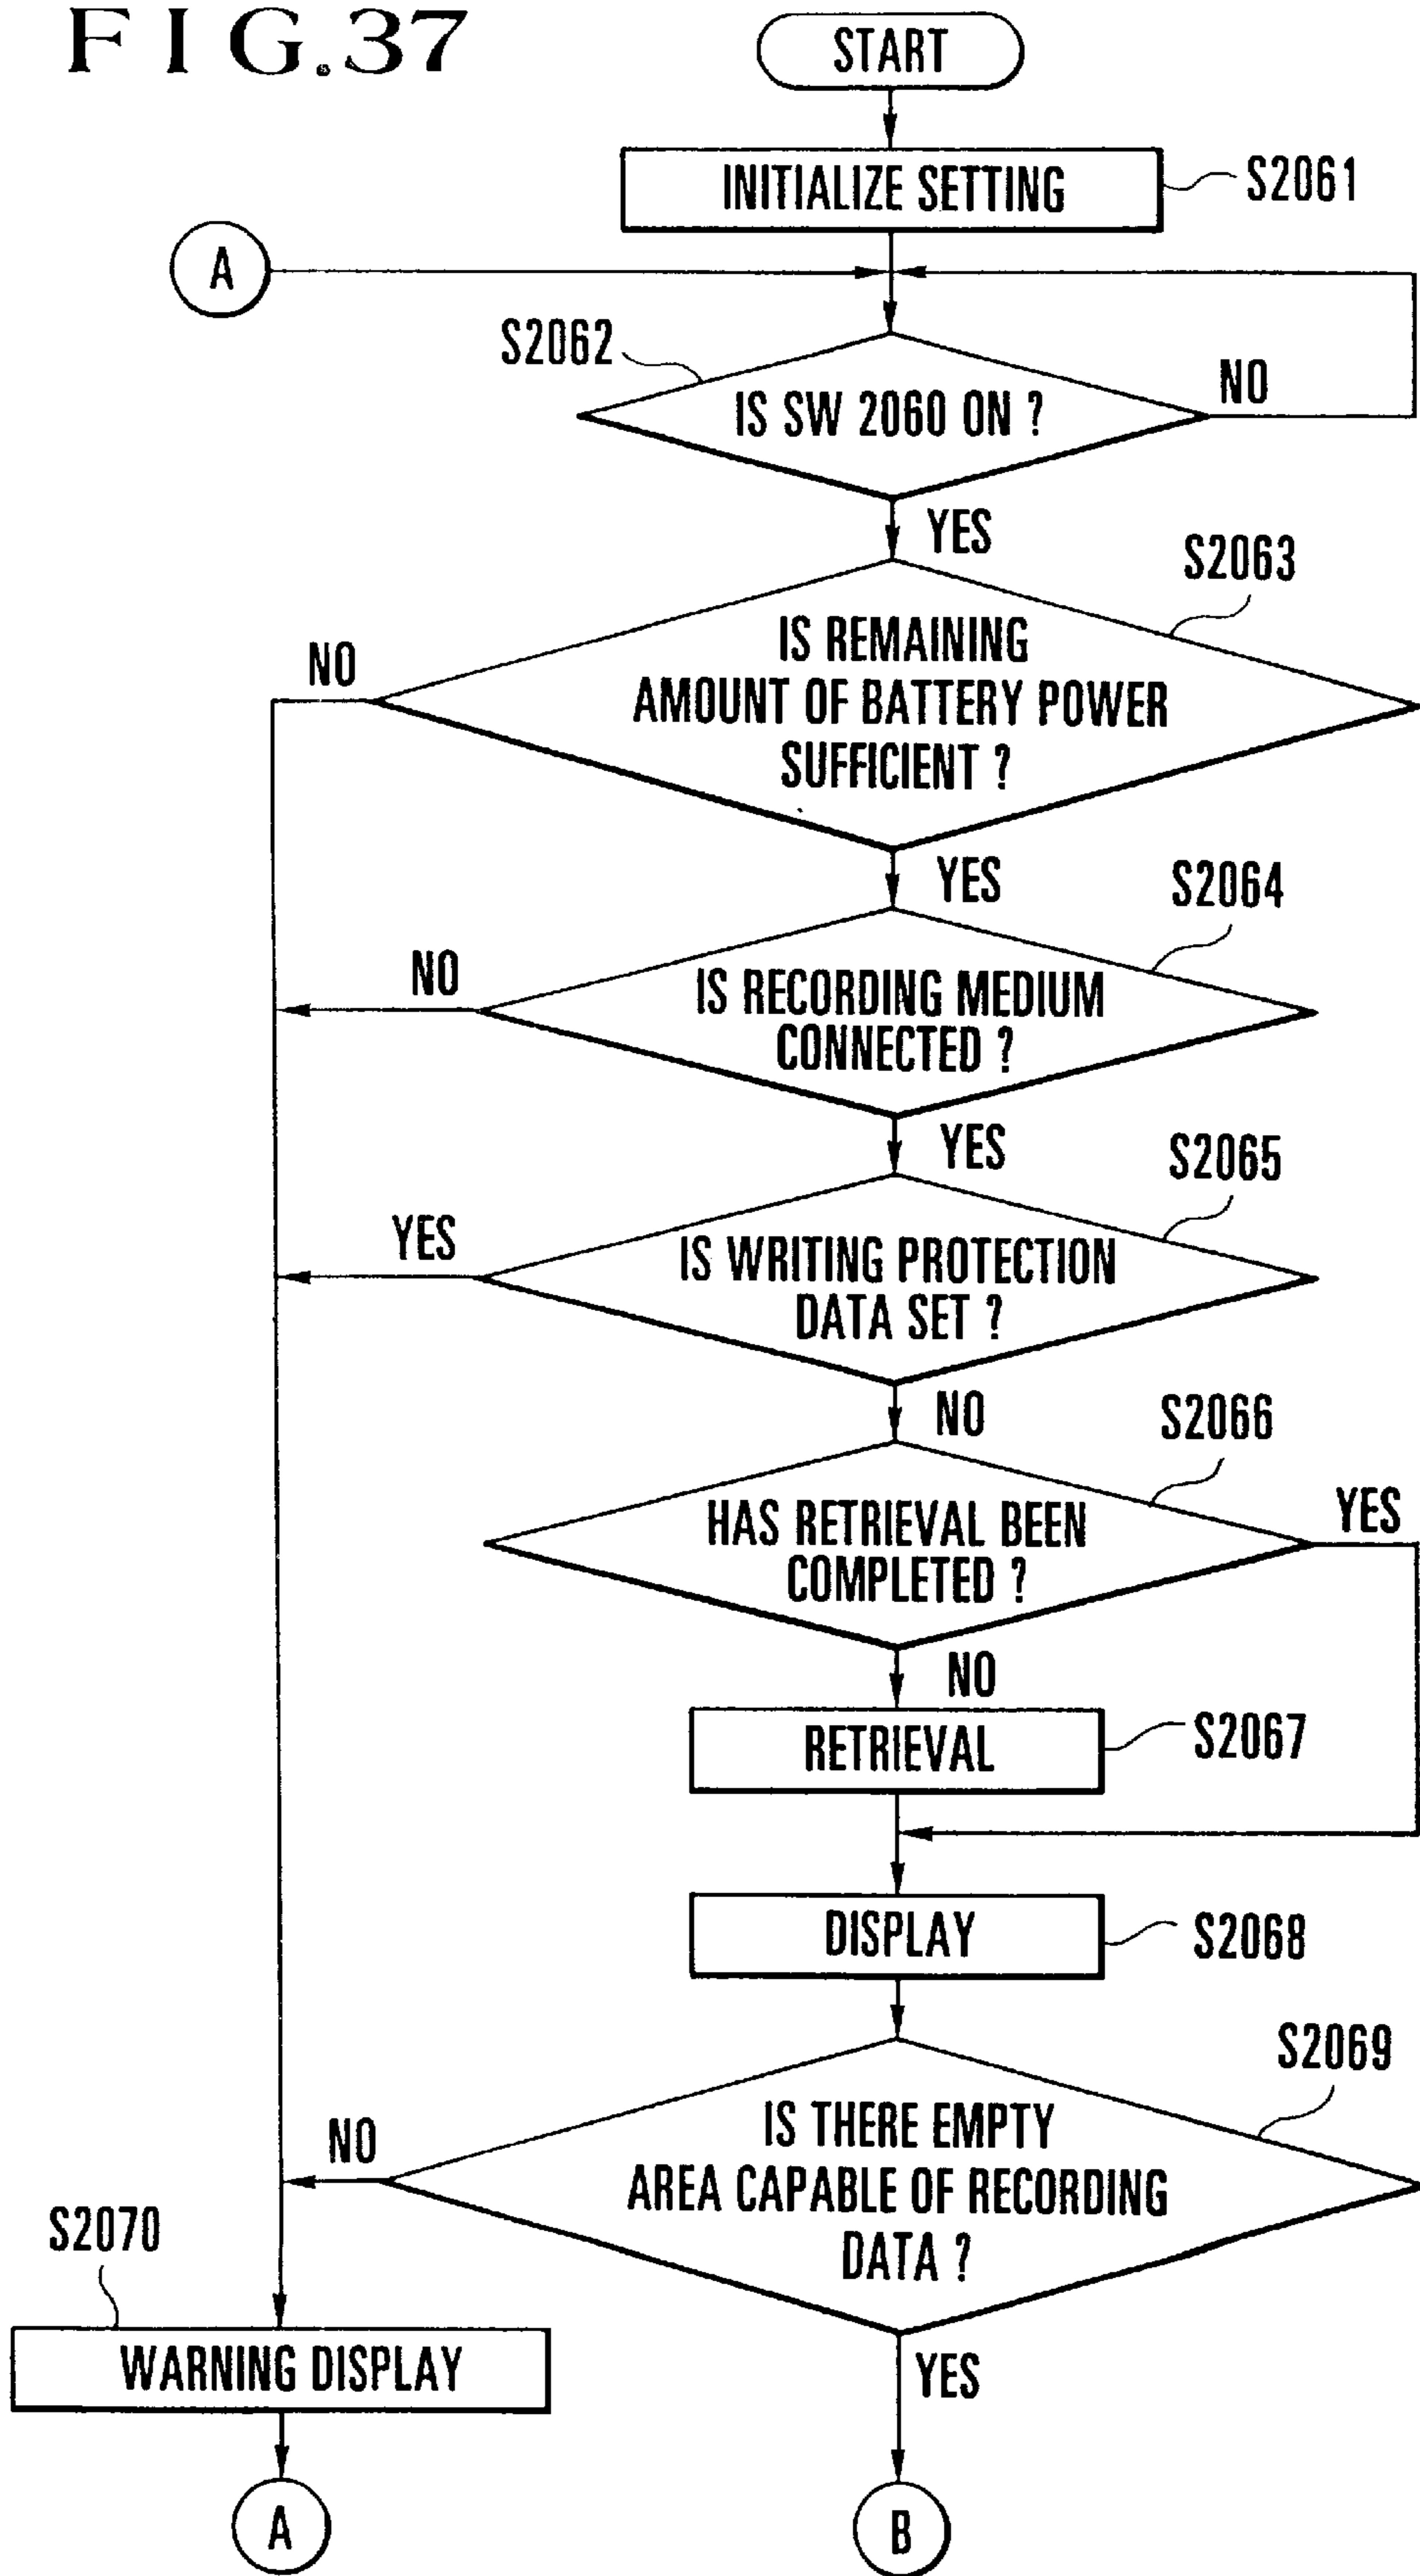 FIG.37
START
INITIALIZE SETTING
S2061
A
S2062
IS SW 2060 ON ?
NO
YES
S2063
IS REMAINING
AMOUNT OF BATTERY POWER
SUFFICIENT ?
NO
YES
S2064
IS RECORDING MEDIUM
CONNECTED ?
NO
YES
S2065
IS WRITING PROTECTION
DATA SET ?
YES
NO
S2066
HAS RETRIEVAL BEEN
COMPLETED ?
YES
NO
RETRIEVAL
S2067
DISPLAY
S2068
S2069
IS THERE EMPTY
AREA CAPABLE OF RECORDING
DATA ?
NO
S2070
WARNING DISPLAY
YES
A
B